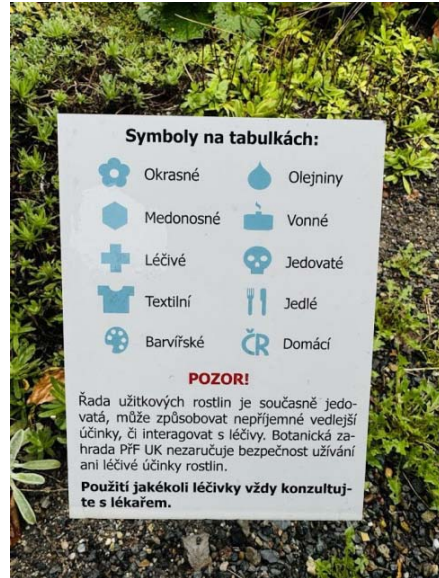 Symboly na tabulkách:
Okrasné Olejniny
Medonosné Vonné
Léčivé Jedovaté
Textilní Jedlé
Barvířské ČR Domácí
POZOR!
Řada užitkových rostlin je současně jedo-
vatá, může způsobovat nepříjemné vedlejší
účinky, či interagovat s léčivy. Botanická za-
hrada PřF UK nezaručuje bezpečnost užívání
ani léčivé účinky rostlin.
Použití jakékoli léčivky vždy konzultuj-
te s lékařem.